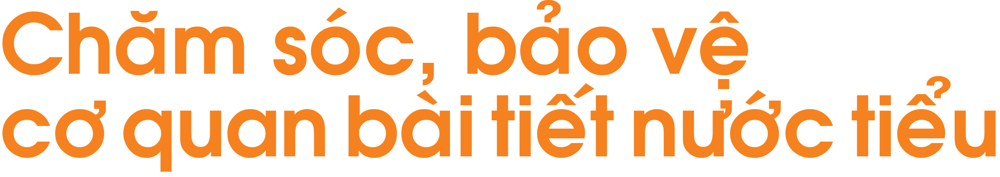 Chăm sóc, bảo vệ
cơ quan bài tiết nước tiểu